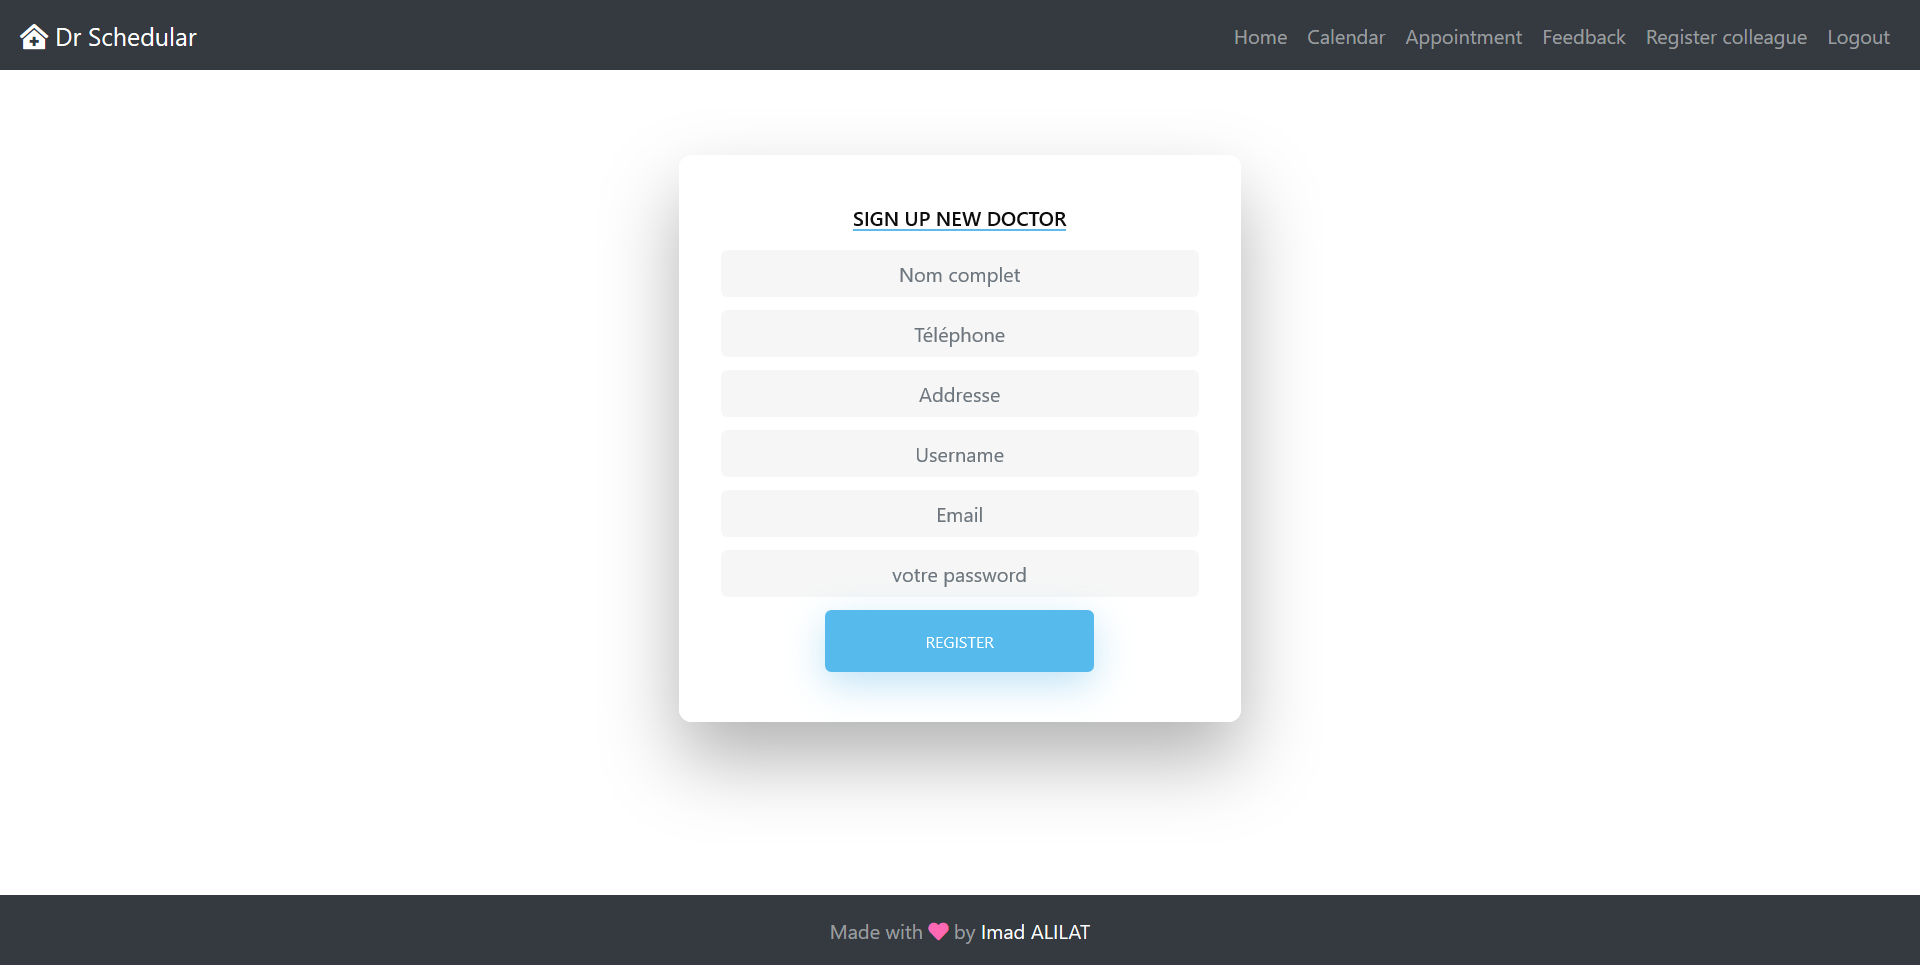 Dr Schedular
Home Calendar Appointment Feedback Register colleague Logout
SIGN UP NEW DOCTOR
Nom complet
Téléphone
Addresse
Username
Email
votre password
REGISTER
Made with by Imad ALILAT